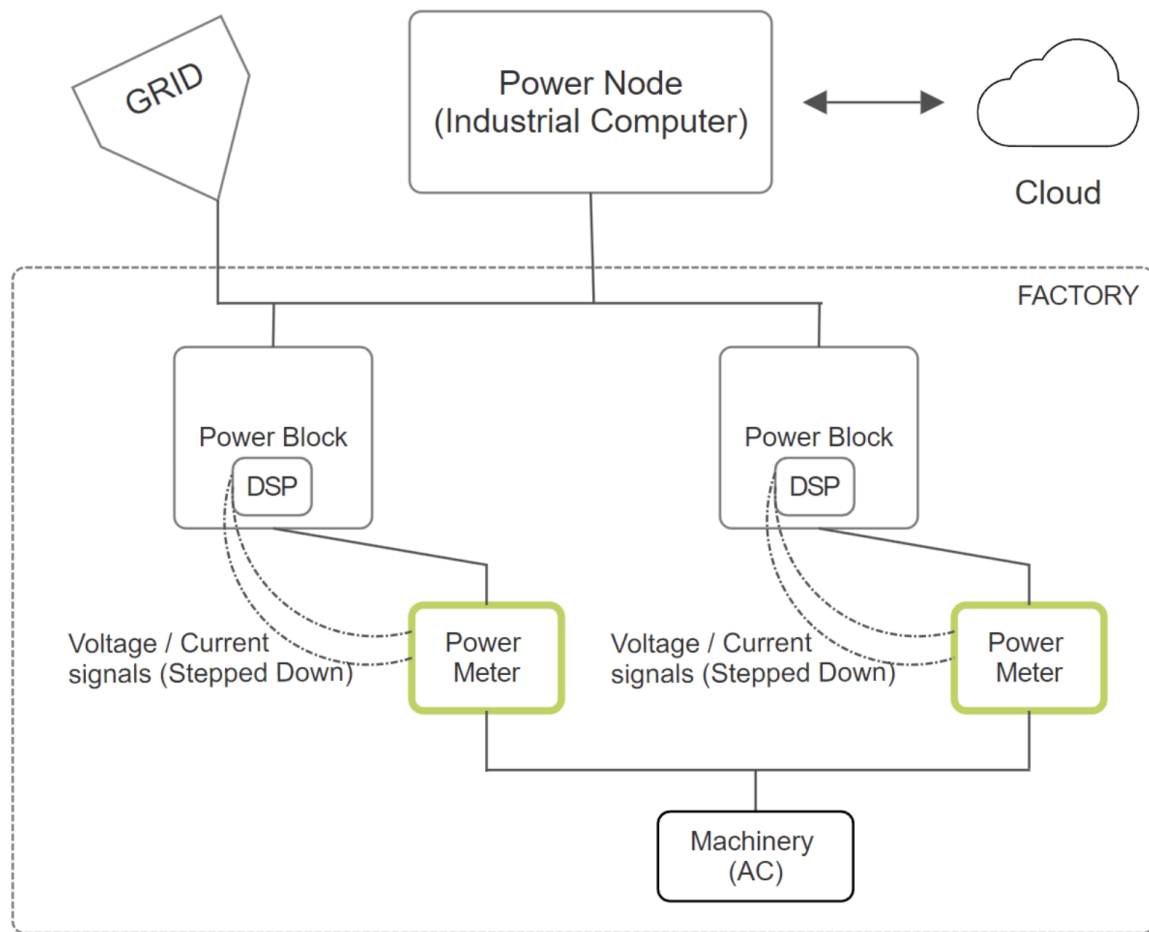 GRID
Power Node
(Industrial Computer)
Cloud
FACTORY
Power Block
DSP
Power Block
DSP
Voltage / Current
signals (Stepped Down)
Power
Meter
Voltage / Current
signals (Stepped Down)
Power
Meter
Machinery
(AC)